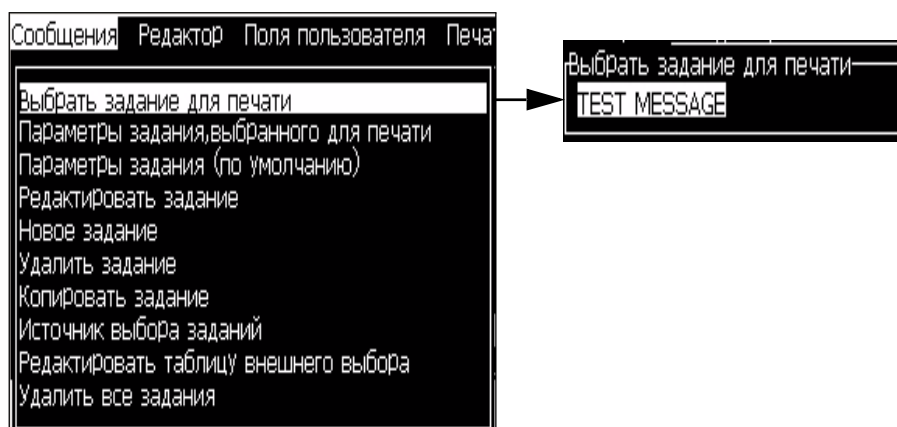 Сообщения Редактор Поля пользователя Печа
Выбрать задание для печати
Параметры задания,выбранного для печати
Параметры задания (по умолчанию)
Редактировать задание
Новое задание
Удалить задание
Копировать задание
Источник выбора заданий
Редактировать таблицу внешнего выбора
Удалить все задания
Выбрать задание для печати
TEST MESSAGE